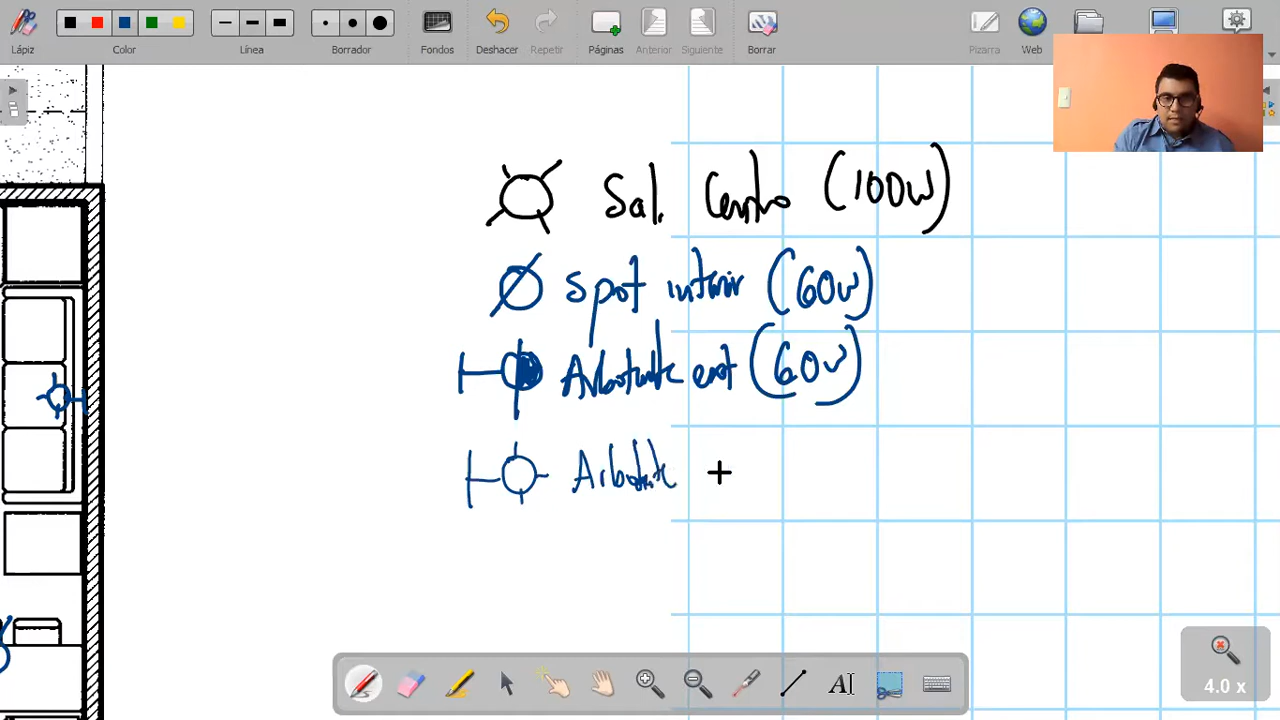 Lápiz Color Línea Borrador Fondos Deshacer Repetir Páginas Anterior Siguiente Borrar Pizarra Web
Sal. Centro (100W)
Spot interior (60W)
Arbotante ext (60W)
Arbotante
4.0 x